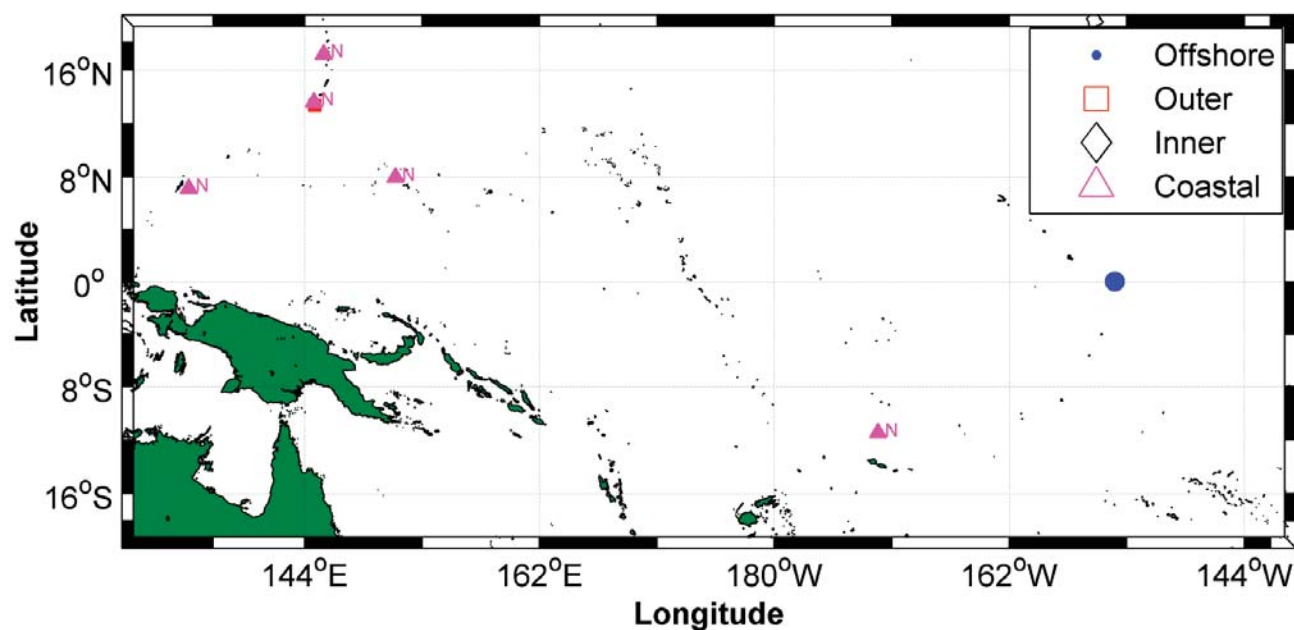 Offshore
Outer
Inner
Coastal
N
N
N
N
N
16°N
8°N
0°
8°S
16°S
Latitude
144°E
162°E
180°W
162°W
144°W
Longitude